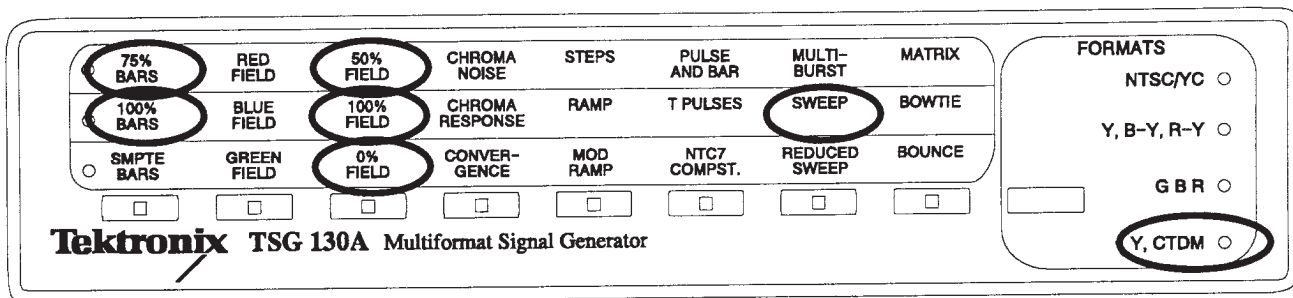 75% BARS RED FIELD 50% FIELD CHROMA NOISE STEPS PULSE AND BAR MULTI-BURST MATRIX
100% BARS BLUE FIELD 100% FIELD CHROMA RESPONSE RAMP T PULSES SWEEP BOWTIE
SMPTE BARS GREEN FIELD 0% FIELD CONVER-GENCE MOD RAMP NTC7 COMPST. REDUCED SWEEP BOUNCE
Tektronix TSG 130A Multiformat Signal Generator
FORMATS
NTSC/YC
Y, B-Y, R-Y
G B R
Y, CTDM